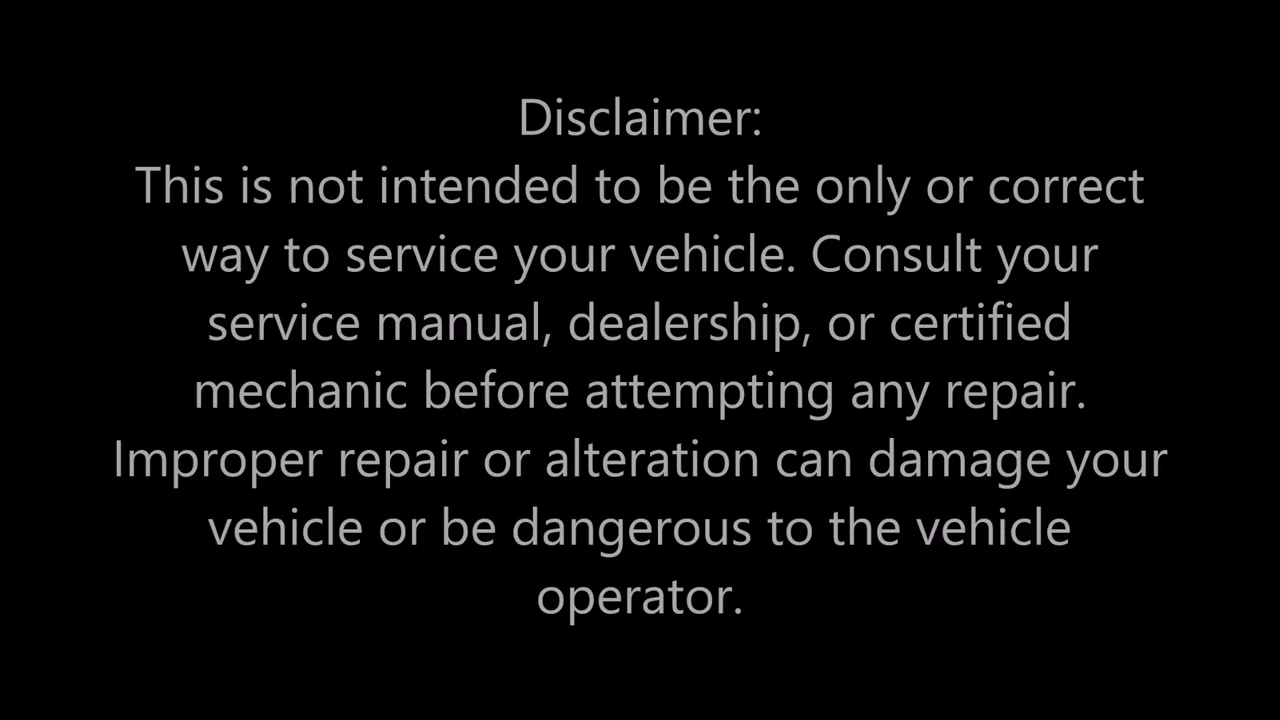 Disclaimer:
This is not intended to be the only or correct
way to service your vehicle. Consult your
service manual, dealership, or certified
mechanic before attempting any repair.
Improper repair or alteration can damage your
vehicle or be dangerous to the vehicle
operator.